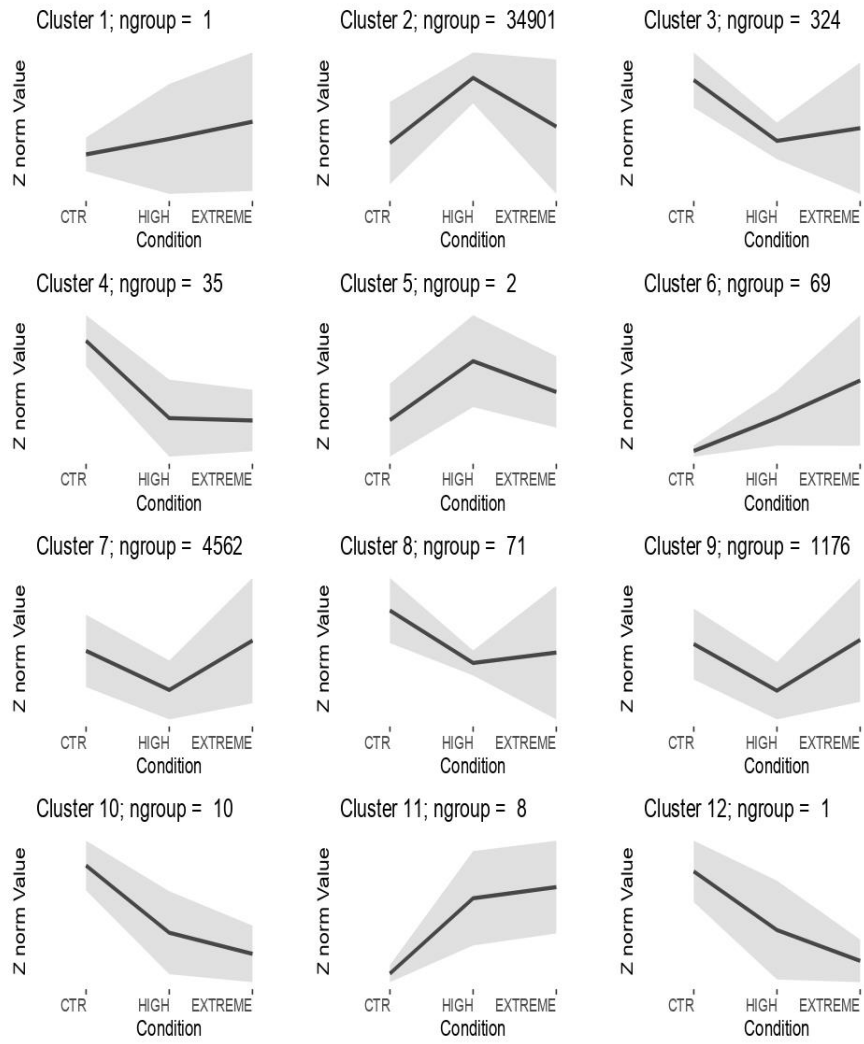 Cluster 1; ngroup = 1
Z norm Value
CTR HIGH EXTREME
Condition
Cluster 2; ngroup = 34901
Z norm Value
CTR HIGH EXTREME
Condition
Cluster 3; ngroup = 324
Z norm Value
CTR HIGH EXTREME
Condition
Cluster 4; ngroup = 35
Z norm Value
CTR HIGH EXTREME
Condition
Cluster 5; ngroup = 2
Z norm Value
CTR HIGH EXTREME
Condition
Cluster 6; ngroup = 69
Z norm Value
CTR HIGH EXTREME
Condition
Cluster 7; ngroup = 4562
Z norm Value
CTR HIGH EXTREME
Condition
Cluster 8; ngroup = 71
Z norm Value
CTR HIGH EXTREME
Condition
Cluster 9; ngroup = 1176
Z norm Value
CTR HIGH EXTREME
Condition
Cluster 10; ngroup = 10
Z norm Value
CTR HIGH EXTREME
Condition
Cluster 11; ngroup = 8
Z norm Value
CTR HIGH EXTREME
Condition
Cluster 12; ngroup = 1
Z norm Value
CTR HIGH EXTREME
Condition